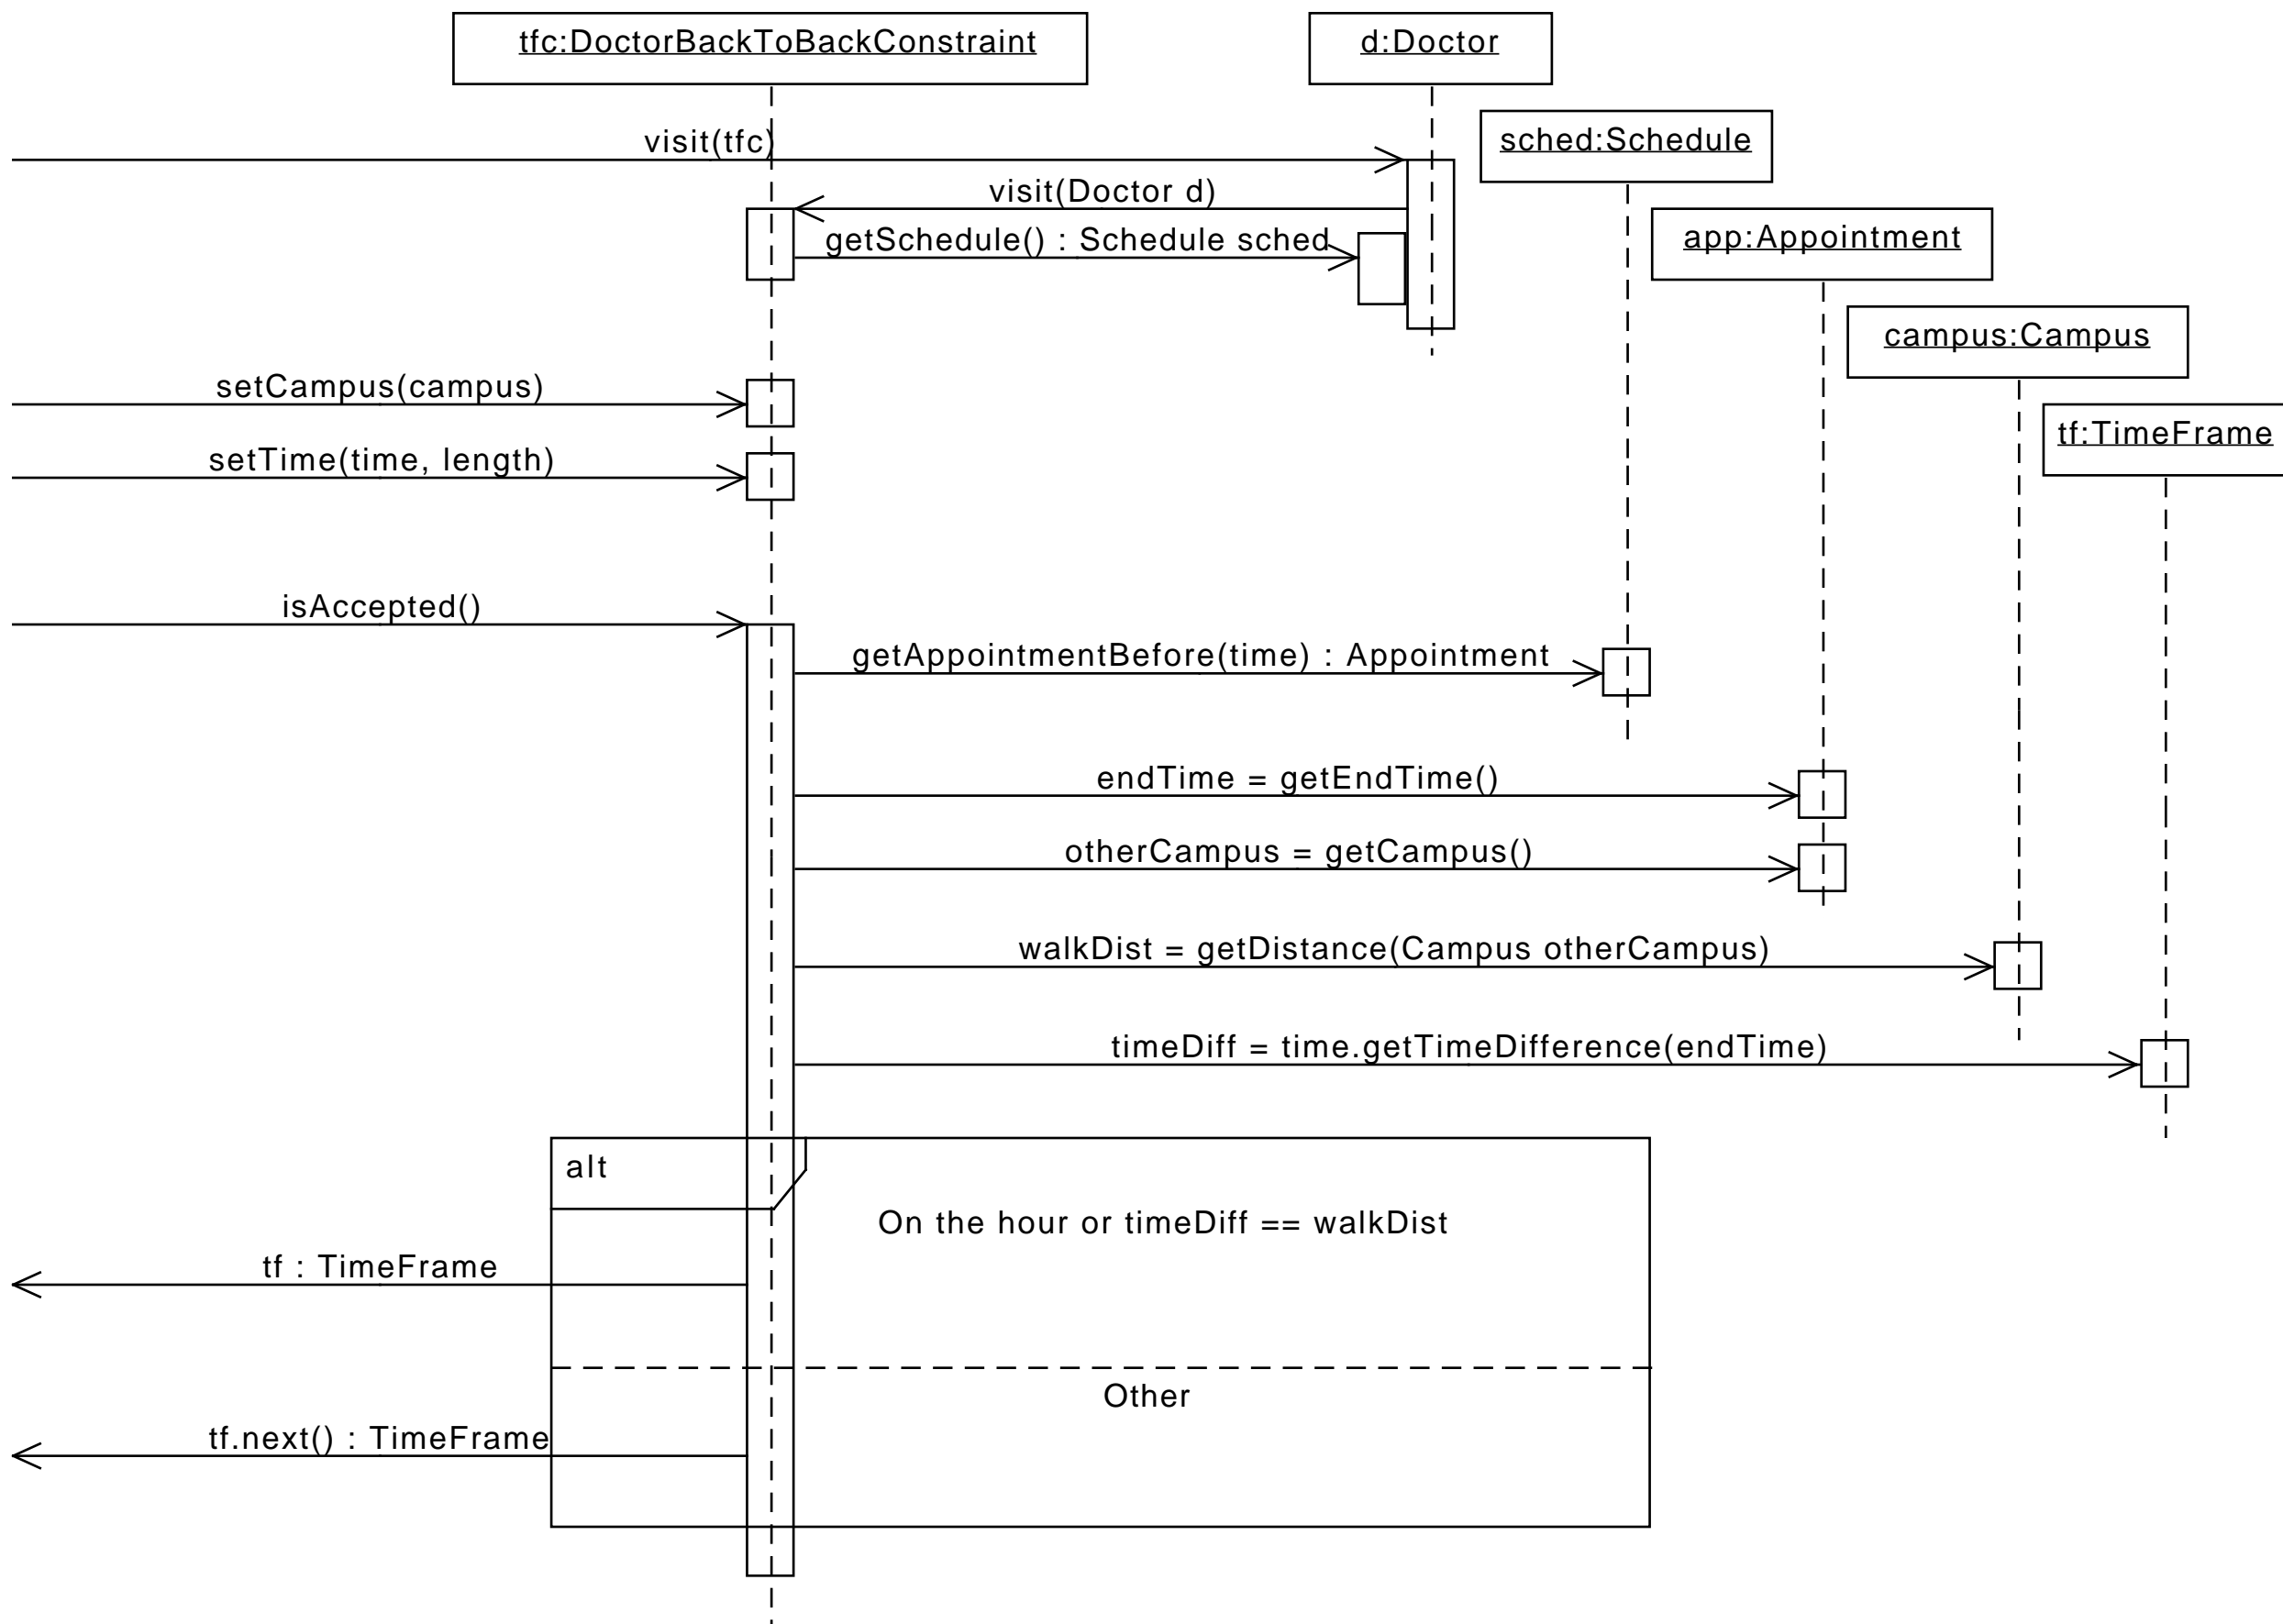 tfc:DoctorBackToBackConstraint
d:Doctor
sched:Schedule
visit(tfc)
visit(Doctor d)
getSchedule() : Schedule sched
app:Appointment
campus:Campus
setCampus(campus)
tf:TimeFrame
setTime(time, length)
isAccepted()
getAppointmentBefore(time) : Appointment
endTime = getEndTime()
otherCampus = getCampus()
walkDist = getDistance(Campus otherCampus)
timeDiff = time.getTimeDifference(endTime)
alt
On the hour or timeDiff == walkDist
tf : TimeFrame
Other
tf.next() : TimeFrame